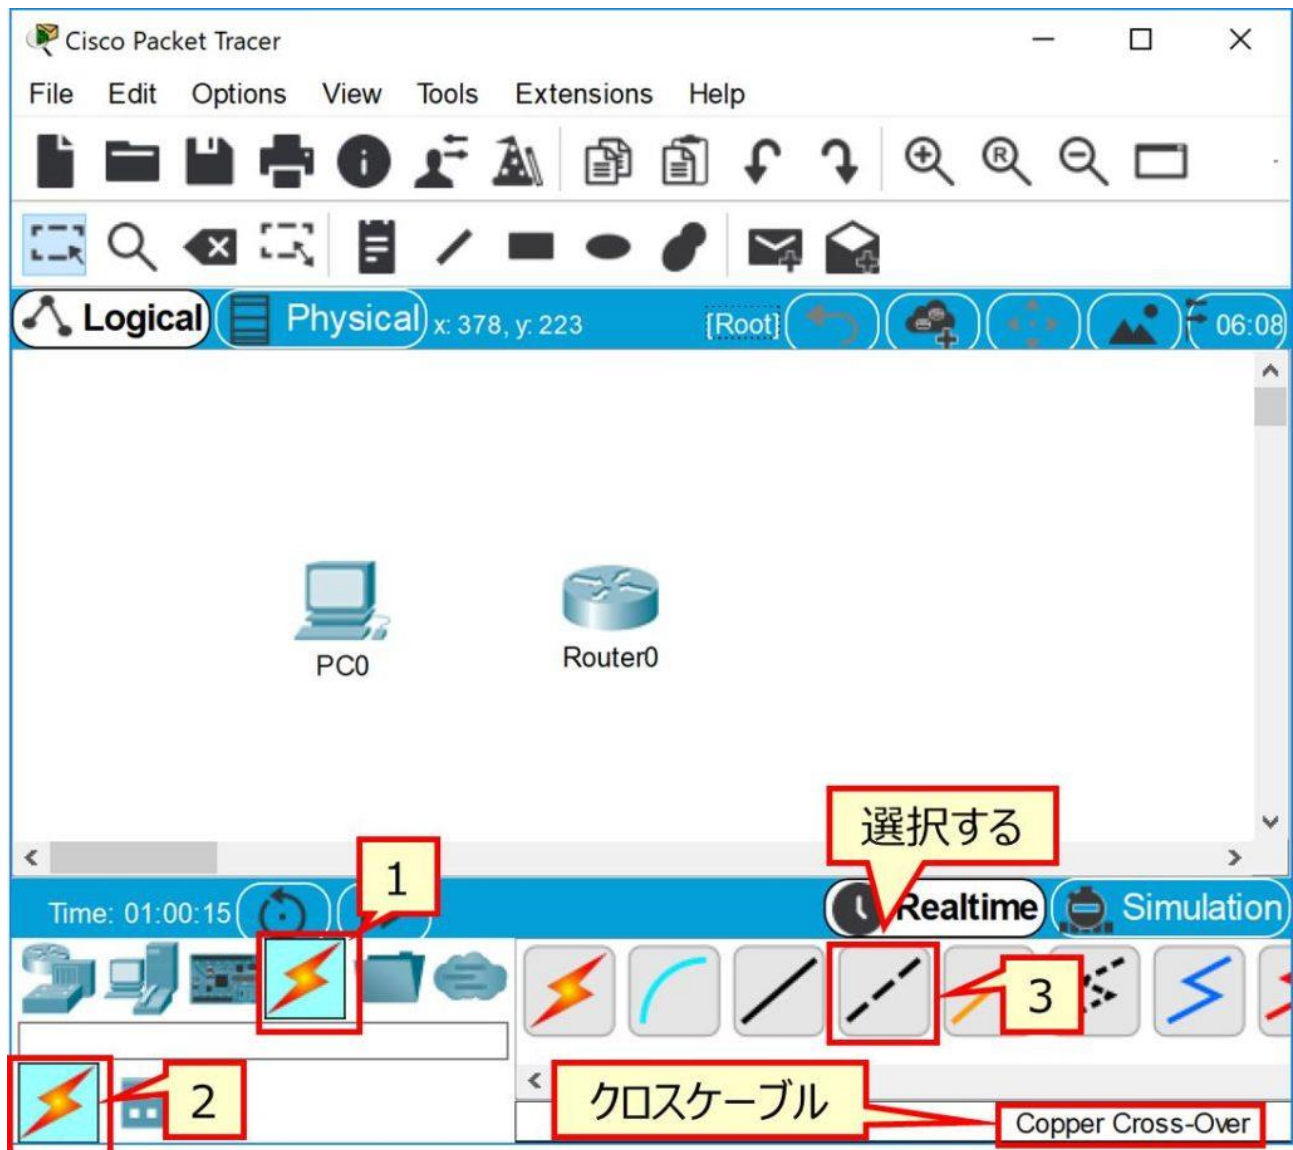 Cisco Packet Tracer
File Edit Options View Tools Extensions Help
Logical Physical x: 378, y: 223 [Root] 06:08
PC0
Router0
選択する
1
Time: 01:00:15 Realtime Simulation
3
2
クロスケーブル
Copper Cross-Over